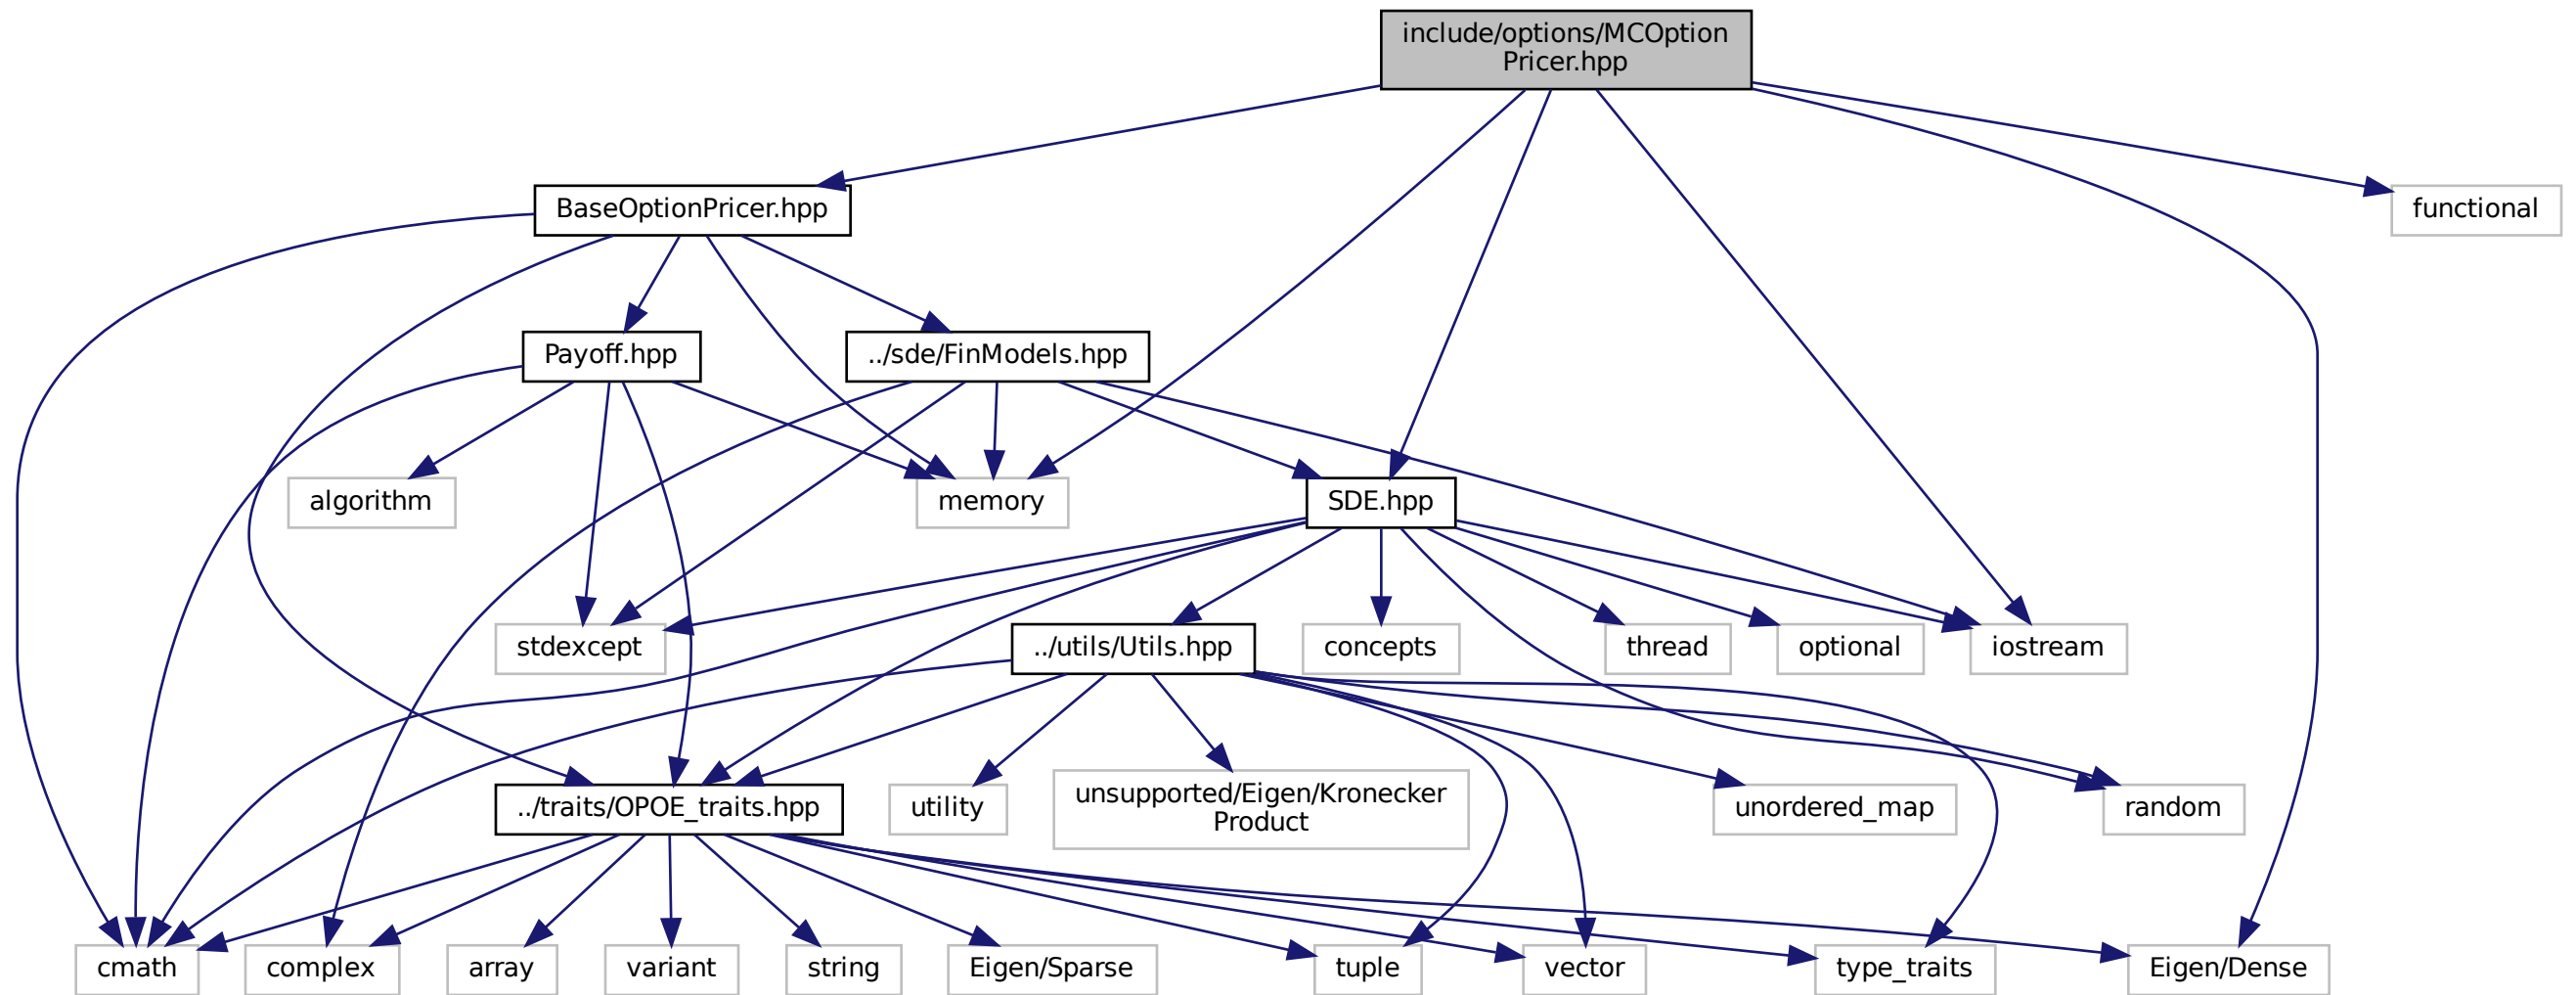 include/options/MCOption
Pricer.hpp
BaseOptionPricer.hpp
functional
Payoff.hpp
../sde/FinModels.hpp
algorithm
memory
SDE.hpp
stdexcept
../utils/Utils.hpp
concepts
thread
optional
iostream
../traits/OPOE_traits.hpp
utility
unsupported/Eigen/Kronecker
Product
unordered_map
random
cmath
complex
array
variant
string
Eigen/Sparse
tuple
vector
type_traits
Eigen/Dense